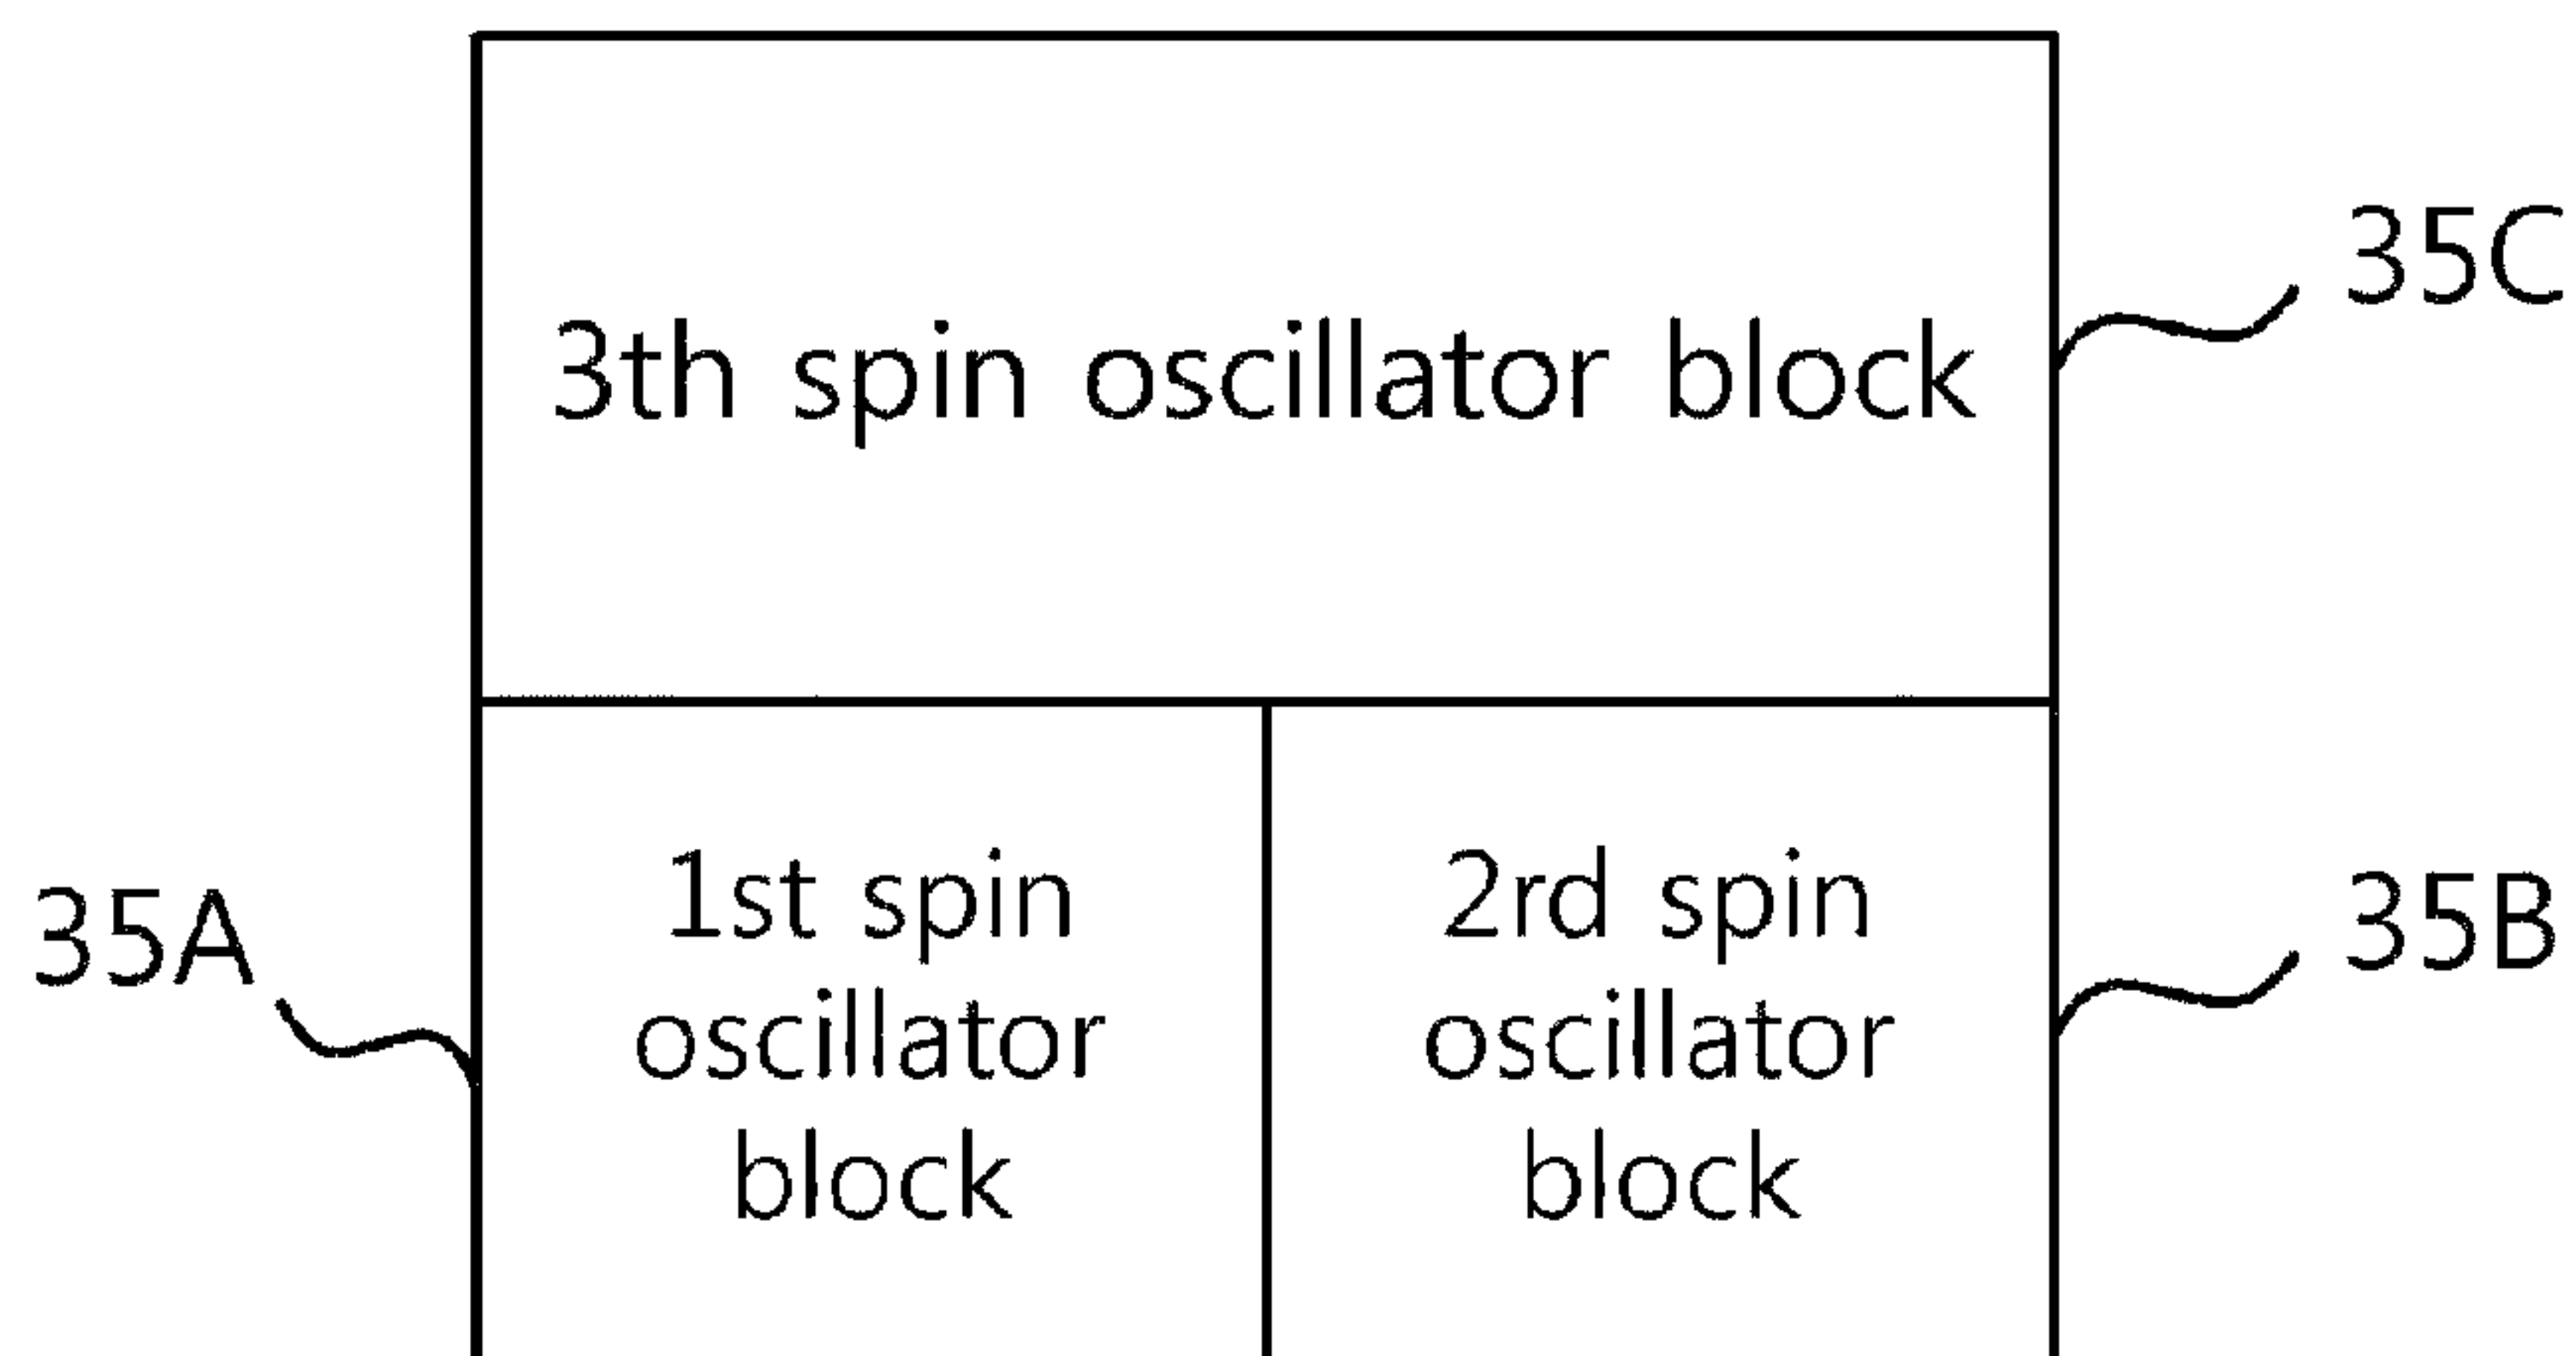 35C
3th spin oscillator block
35A
1st spin
oscillator
block
2rd spin
oscillator
block
35B